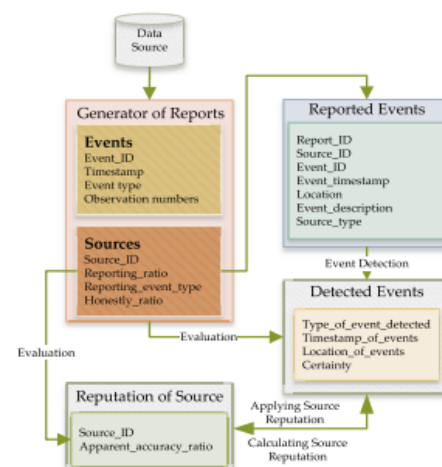 Data
Source
Generator of Reports
Events
Event_ID
Timestamp
Event type
Observation numbers
Sources
Source_ID
Reporting_ratio
Reporting_event_type
Honestly_ratio
Reported Events
Report_ID
Source_ID
Event_ID
Event_timestamp
Location
Event_description
Source_type
Event Detection
Detected Events
Type_of_event_detected
Timestamp_of_events
Location_of_events
Certainty
Evaluation
Evaluation
Reputation of Source
Source_ID
Apparent_accuracy_ratio
Applying Source
Reputation
Calculating Source
Reputation